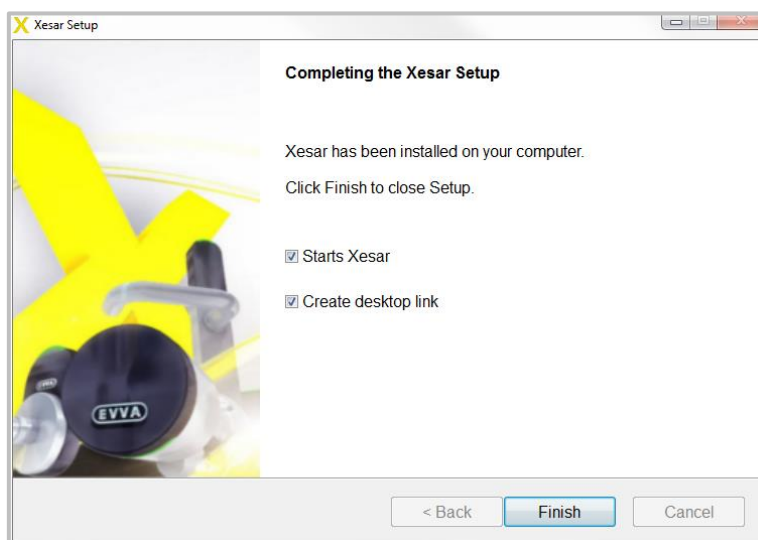 Xesar Setup
Completing the Xesar Setup
Xesar has been installed on your computer.
Click Finish to close Setup.
Starts Xesar
Create desktop link
EVVA
EVVA
< Back
Finish
Cancel